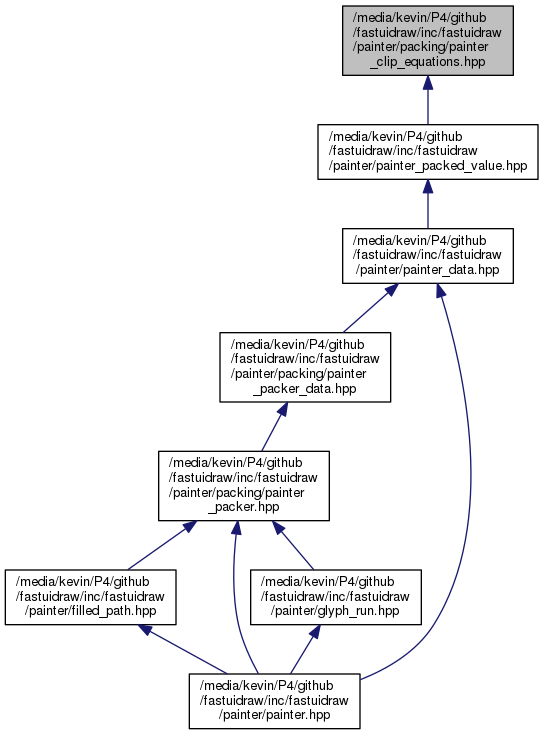 /media/kevin/P4/github
/fastuidraw/inc/fastuidraw
/painter/packing/painter
_clip_equations.hpp
/media/kevin/P4/github
/fastuidraw/inc/fastuidraw
/painter/painter_packed_value.hpp
/media/kevin/P4/github
/fastuidraw/inc/fastuidraw
/painter/painter_data.hpp
/media/kevin/P4/github
/fastuidraw/inc/fastuidraw
/painter/packing/painter
_packer_data.hpp
/media/kevin/P4/github
/fastuidraw/inc/fastuidraw
/painter/packing/painter
_packer.hpp
/media/kevin/P4/github
/fastuidraw/inc/fastuidraw
/painter/filled_path.hpp
/media/kevin/P4/github
/fastuidraw/inc/fastuidraw
/painter/glyph_run.hpp
/media/kevin/P4/github
/fastuidraw/inc/fastuidraw
/painter/painter.hpp